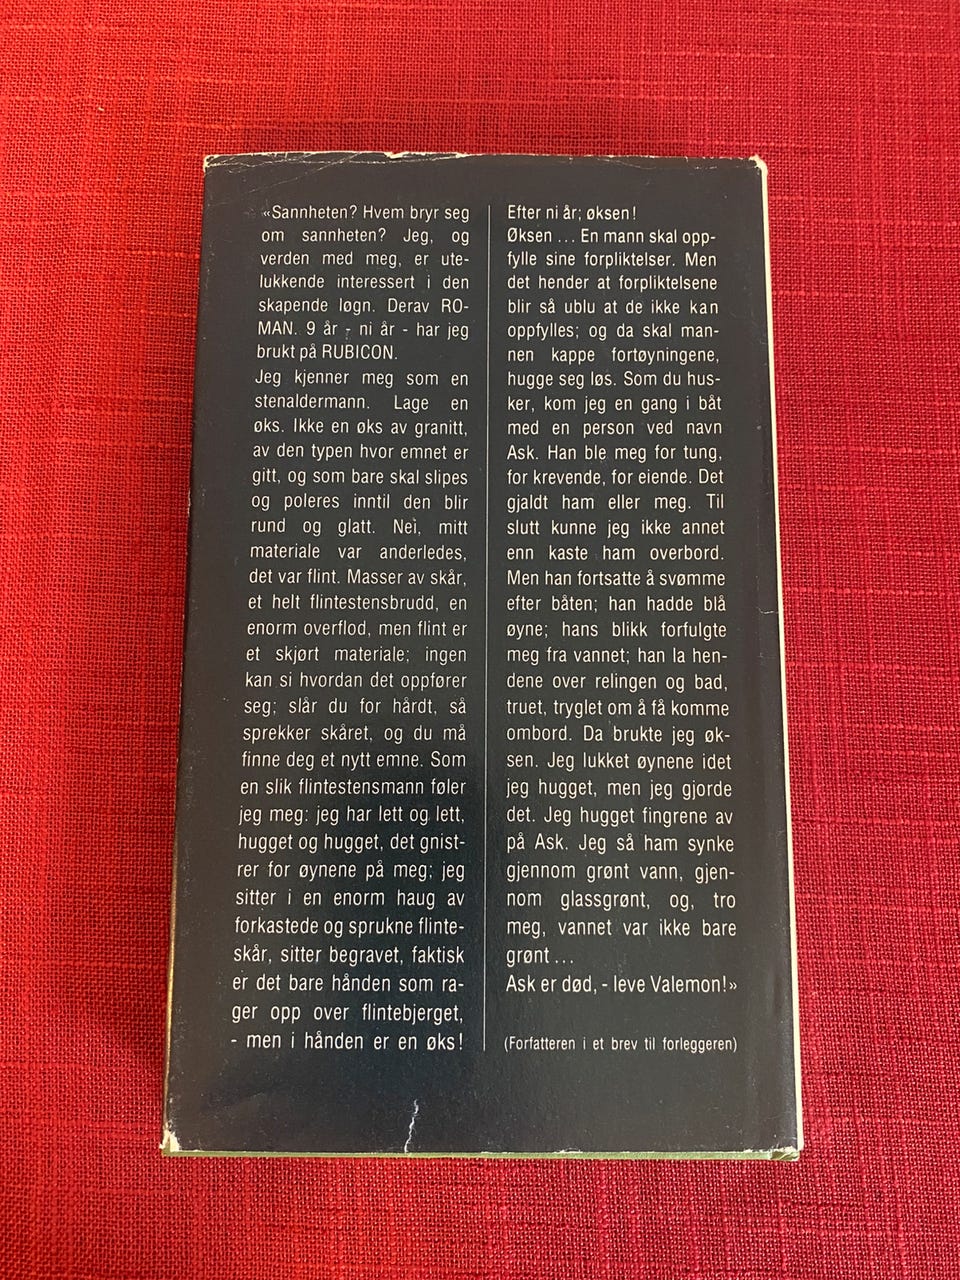 «Sannheten? Hvem bryr seg
om sannheten? Jeg, og
verden med meg, er ute-
lukkende interessert i den
skapende løgn. Derav RO-
MAN. 9 år - ni år - har jeg
brukt på RUBICON.
Jeg kjenner meg som en
stenaldermann. Lage en
øks. Ikke en øks av granitt,
av den typen hvor emnet er
gitt, og som bare skal slipes
og poleres inntil den blir
rund og glatt. Nei, mitt
materiale var anderledes,
det var flint. Masser av skår,
et helt flintestensbrudd, en
enorm overflod, men flint er
et skjørt materiale; ingen
kan si hvordan det oppfører
seg; slår du for hårdt, så
sprekker skåret, og du må
finne deg et nytt emne. Som
en slik flintestensmann føler
jeg meg: jeg har lett og lett,
hugget og hugget, det gnist-
rer for øynene på meg; jeg
sitter i en enorm haug av
forkastede og sprukne flinte-
skår, sitter begravet, faktisk
er det bare hånden som ra-
ger opp over flintebjerget,
- men i hånden er en øks!
Efter ni år; øksen!
Øksen ... En mann skal opp-
fylle sine forpliktelser. Men
det hender at forpliktelsene
blir så ublu at de ikke kan
oppfylles; og da skal man-
nen kappe fortøyningene,
hugge seg løs. Som du hus-
ker, kom jeg en gang i båt
med en person ved navn
Ask. Han ble meg for tung,
for krevende, for eiende. Det
gjaldt ham eller meg. Til
slutt kunne jeg ikke annet
enn kaste ham overbord.
Men han fortsatte å svømme
efter båten; han hadde blå
øyne; hans blikk forfulgte
meg fra vannet; han la hen-
dene over relingen og bad,
truet, tryglet om å få komme
ombord. Da brukte jeg øk-
sen. Jeg lukket øynene idet
jeg hugget, men jeg gjorde
det. Jeg hugget fingrene av
på Ask. Jeg så ham synke
gjennom grønt vann, gjen-
nom glassgrønt, og, tro
meg, vannet var ikke bare
grønt ...
Ask er død, - leve Valemon!»
(Forfatteren i et brev til forleggeren)